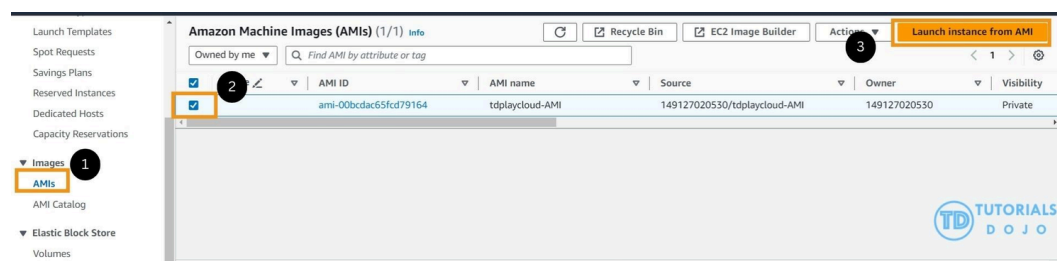 Launch Templates
Spot Requests
Savings Plans
Reserved Instances
Dedicated Hosts
Capacity Reservations
Images
1
AMIs
AMI Catalog
Elastic Block Store
Volumes
Amazon Machine Images (AMIs) (1/1) Info
Recycle Bin
EC2 Image Builder
Actions
Launch instance from AMI
3
Owned by me
Find AMI by attribute or tag
1
2
AMI ID
AMI name
Source
Owner
Visibility
ami-00bcdac65fcd79164
tdplaycloud-AMI
149127020530/tdplaycloud-AMI
149127020530
Private
TD TUTORIALS
DOJO